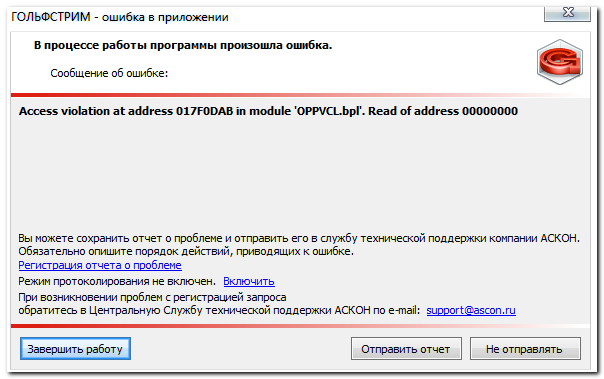 ГОЛЬФСТРИМ - ошибка в приложении
В процессе работы программы произошла ошибка.
Сообщение об ошибке:
Access violation at address 017F0DAB in module 'OPPVCL.bpl'. Read of address 00000000
Вы можете сохранить отчет о проблеме и отправить его в службу технической поддержки компании АСКОН.
Обязательно опишите порядок действий, приводящих к ошибке.
Регистрация отчета о проблеме
Режим протоколирования не включен. Включить
При возникновении проблем с регистрацией запроса
обратитесь в Центральную Службу технической поддержки АСКОН по e-mail: support@ascon.ru
Завершить работу Отправить отчет Не отправлять